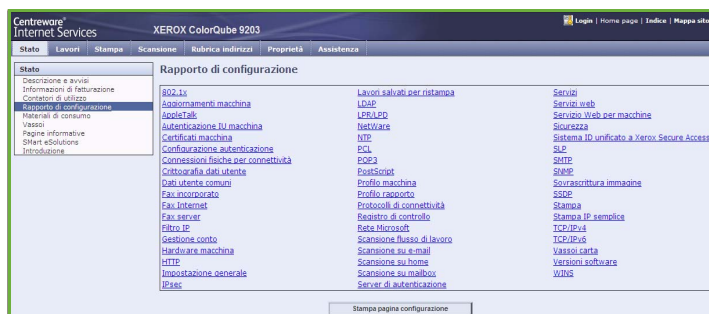 Centreware®
Internet Services
XEROX ColorQube 9203
Login | Home page | Indice | Mappa sito
Stato Lavori Stampa Scansione Rubrica indirizzi Proprietà Assistenza
Stato
Descrizione e avvisi
Informazioni di fatturazione
Contatori di utilizzo
Rapporto di configurazione
Materiali di consumo
Vassoi
Pagine informative
SMart eSolutions
Introduzione
Rapporto di configurazione
802.1x
Aggiornamenti macchina
AppleTalk
Autenticazione IU macchina
Certificati macchina
Configurazione autenticazione
Connessioni fisiche per connettività
Crittografia dati utente
Dati utente comuni
Fax incorporato
Fax Internet
Fax server
Filtro IP
Gestione conto
Hardware macchina
HTTP
Impostazione generale
IPsec
Lavori salvati per ristampa
LDAP
LPR/LPD
NetWare
NTP
PCL
POP3
PostScript
Profilo macchina
Profilo rapporto
Protocolli di connettività
Registro di controllo
Rete Microsoft
Scansione flusso di lavoro
Scansione su e-mail
Scansione su home
Scansione su mailbox
Server di autenticazione
Servizi
Servizi web
Servizio Web per macchine
Sicurezza
Sistema ID unificato a Xerox Secure Access
SLP
SMTP
SNMP
Sovrascrittura immagine
SSDP
Stampa
Stampa IP semplice
TCP/IPv4
TCP/IPv6
Vassoi carta
Versioni software
WINS
Stampa pagina configurazione